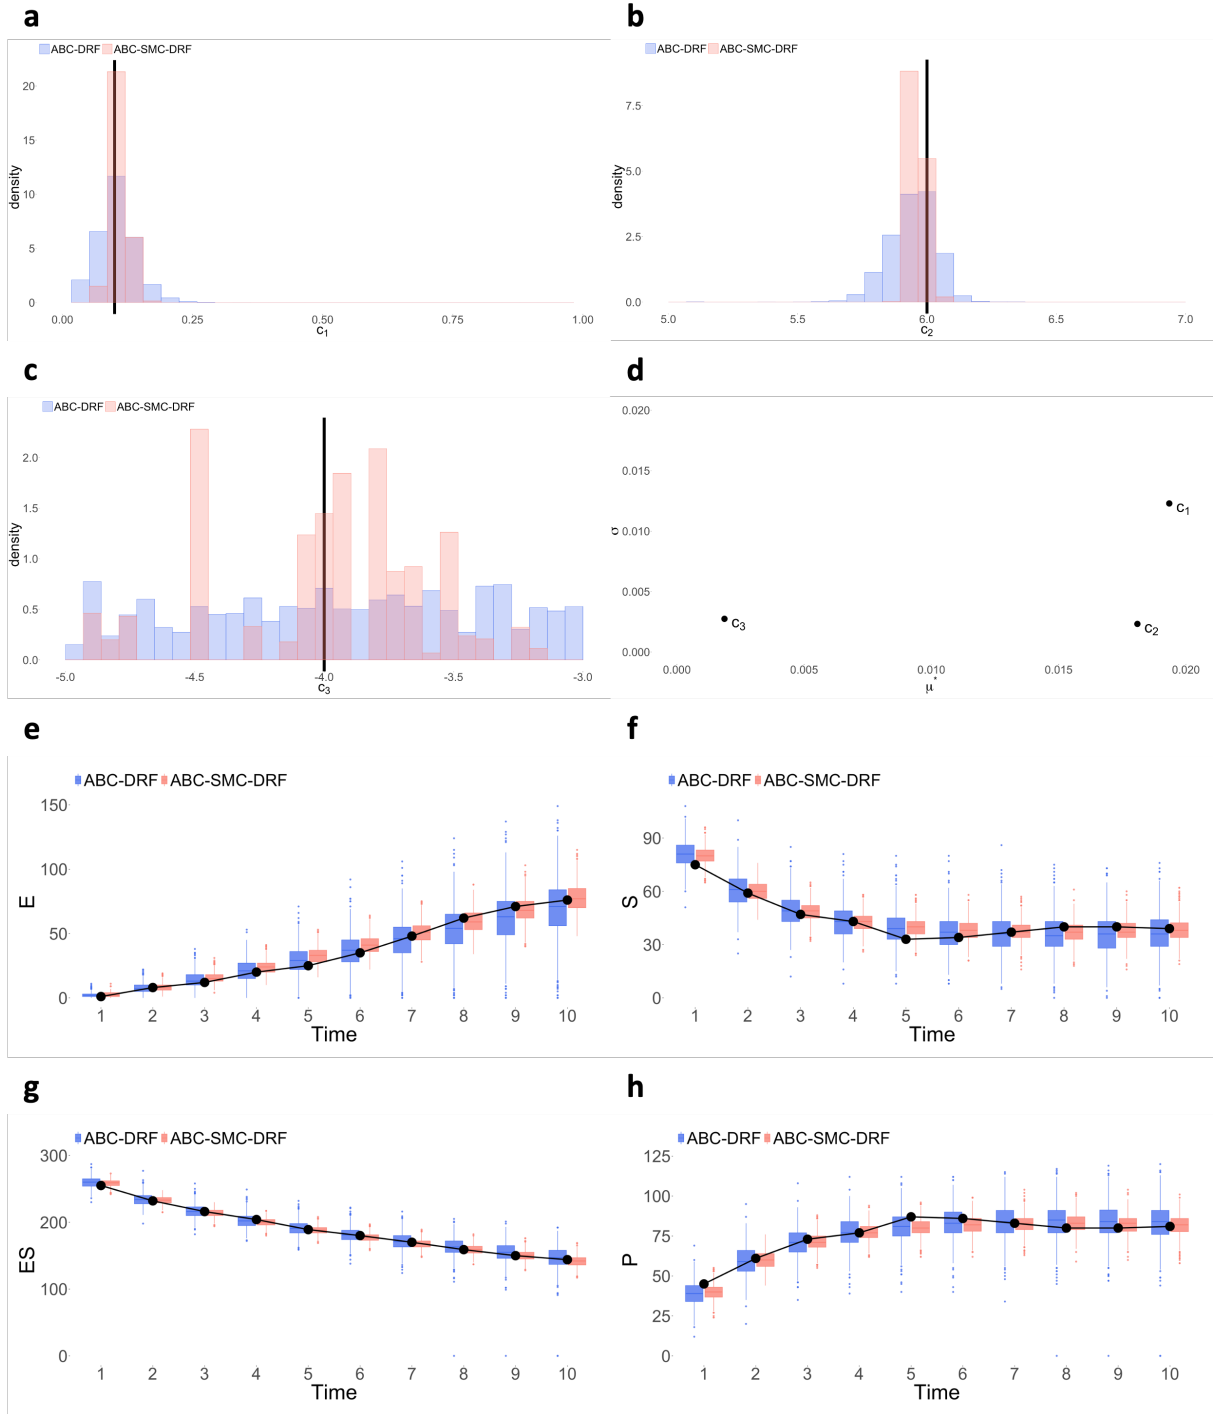 a
ABC-DRF ABC-SMC-DRF
density
20
15
10
5
0
0.00 0.25 0.50 0.75 1.00
c1
b
ABC-DRF ABC-SMC-DRF
density
7.5
5.0
2.5
0.0
5.0 5.5 6.0 6.5 7.0
c2
c
ABC-DRF ABC-SMC-DRF
density
2.0
1.5
1.0
0.5
0.0
-5.0 -4.5 -4.0 -3.5 -3.0
c3
d
σ
0.020
0.015
0.010
0.005
0.000
c1
c3
c2
0.000 0.005 0.010 0.015 0.020
μ*
e
ABC-DRF ABC-SMC-DRF
E
150
100
50
0
1 2 3 4 5 6 7 8 9 10
Time
f
ABC-DRF ABC-SMC-DRF
S
90
60
30
0
1 2 3 4 5 6 7 8 9 10
Time
g
ABC-DRF ABC-SMC-DRF
ES
300
200
100
0
1 2 3 4 5 6 7 8 9 10
Time
h
ABC-DRF ABC-SMC-DRF
P
125
100
75
50
25
0
1 2 3 4 5 6 7 8 9 10
Time